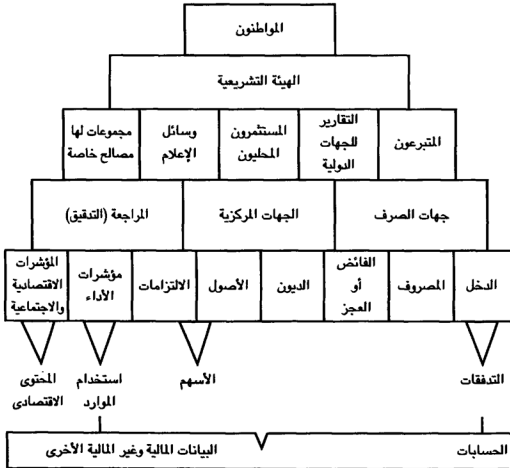 المواطنون
الهيئة التشريعية
المتبرعون
التقارير
للجهات
الدولية
المستثمرون
المحليون
وسائل
الإعلام
مجموعات لها
مصالح خاصة
جهات الصرف
الجهات المركزية
المراجعة (التدقيق)
الدخل
المصروف
الفائض
أو
العجز
الديون
الأصول
الالتزامات
مؤشرات
الأداء
المؤشرات
الاقتصادية
والاجتماعية
التدفقات
الأسهم
استخدام
الموارد
المحتوى
الاقتصادى
الحسابات
البيانات المالية وغير المالية الأخرى